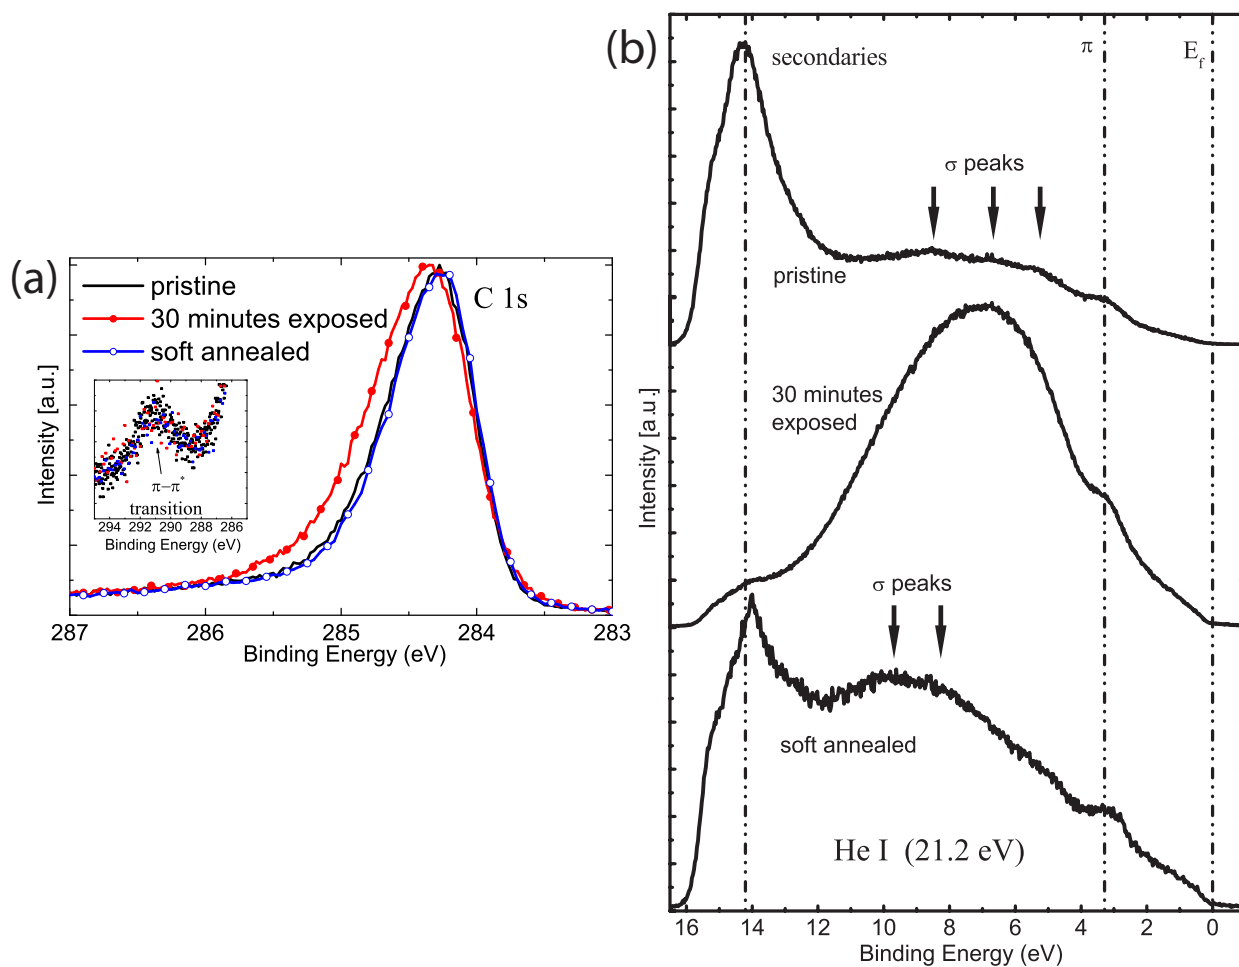 (a)
pristine
30 minutes exposed
soft annealed
C 1s
π−π*
transition
294 292 290 288 286
Binding Energy (eV)
Intensity [a.u.]
287 286 285 284 283
Binding Energy (eV)
(b)
secondaries
π
E_f
σ peaks
pristine
30 minutes
exposed
σ peaks
soft annealed
He I (21.2 eV)
Intensity [a.u.]
16 14 12 10 8 6 4 2 0
Binding Energy (eV)